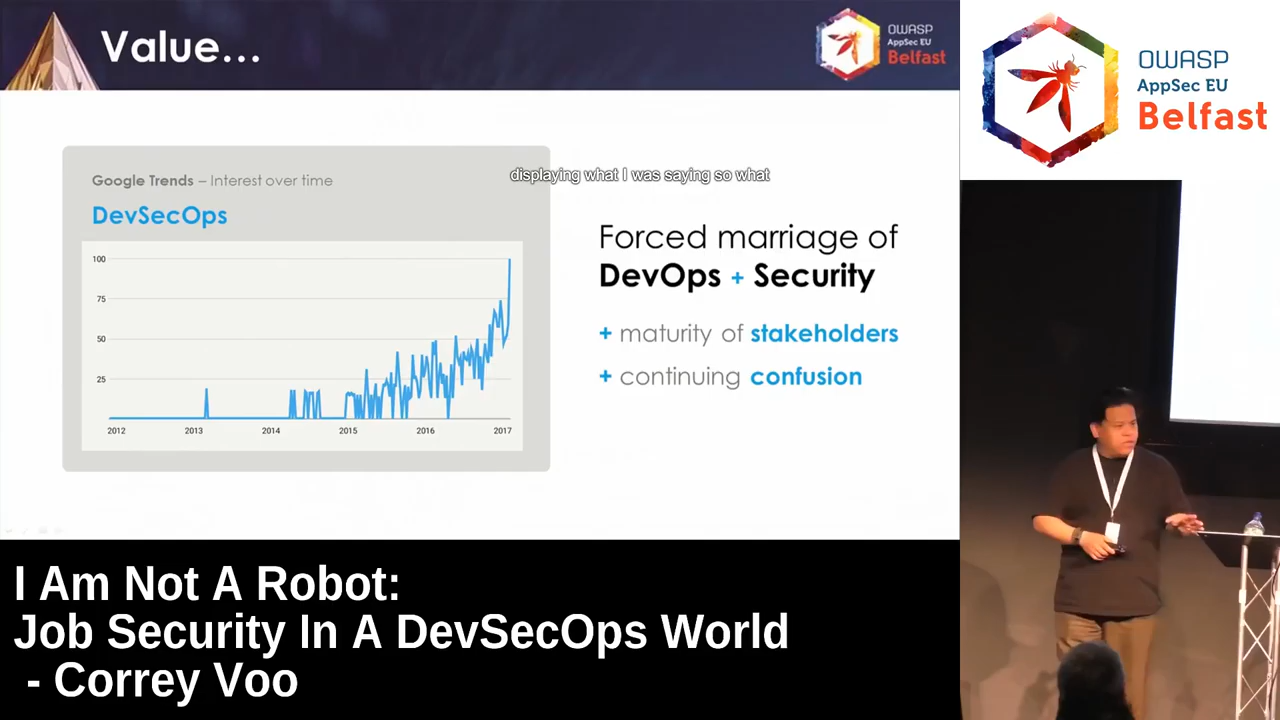 Value...
OWASP
AppSec EU
Belfast
OWASP
AppSec EU
Belfast
displaying what I was saying so what
Google Trends – Interest over time
DevSecOps
100
75
50
25
2012 2013 2014 2015 2016 2017
Forced marriage of
DevOps + Security
+ maturity of stakeholders
+ continuing confusion
I Am Not A Robot:
Job Security In A DevSecOps World
- Correy Voo